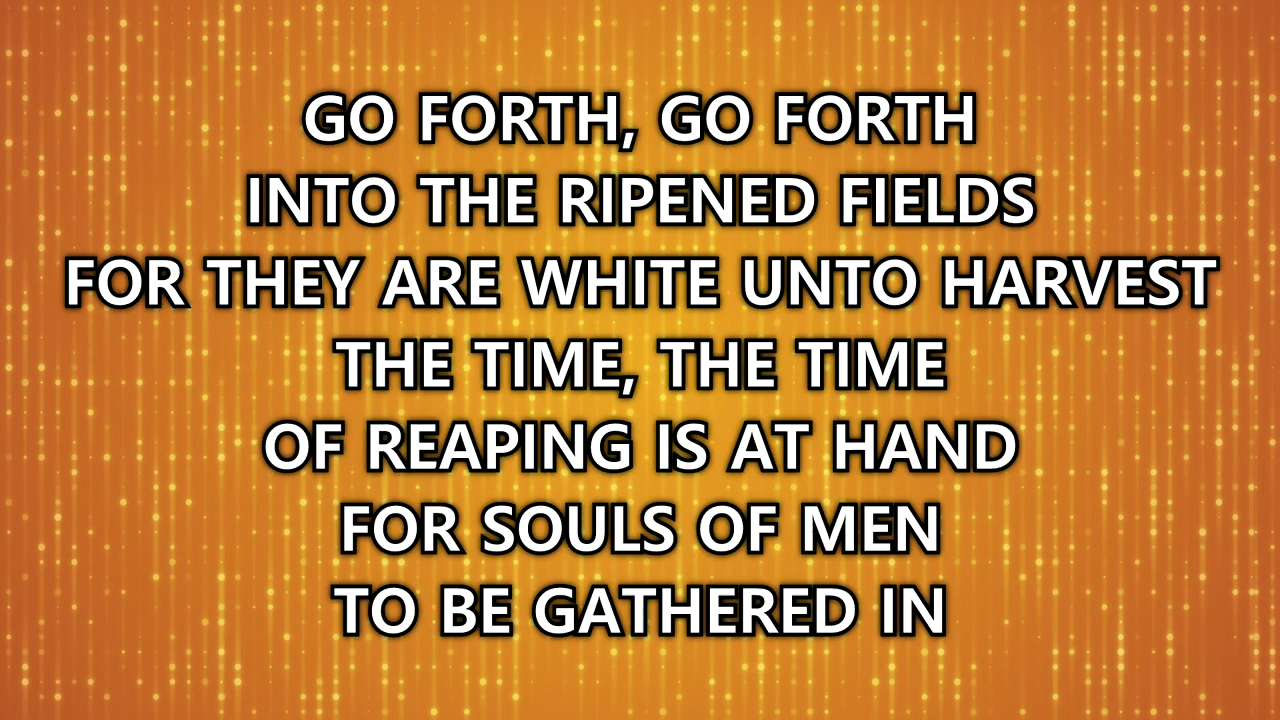 GO FORTH, GO FORTH
INTO THE RIPENED FIELDS
FOR THEY ARE WHITE UNTO HARVEST
THE TIME, THE TIME
OF REAPING IS AT HAND
FOR SOULS OF MEN
TO BE GATHERED IN